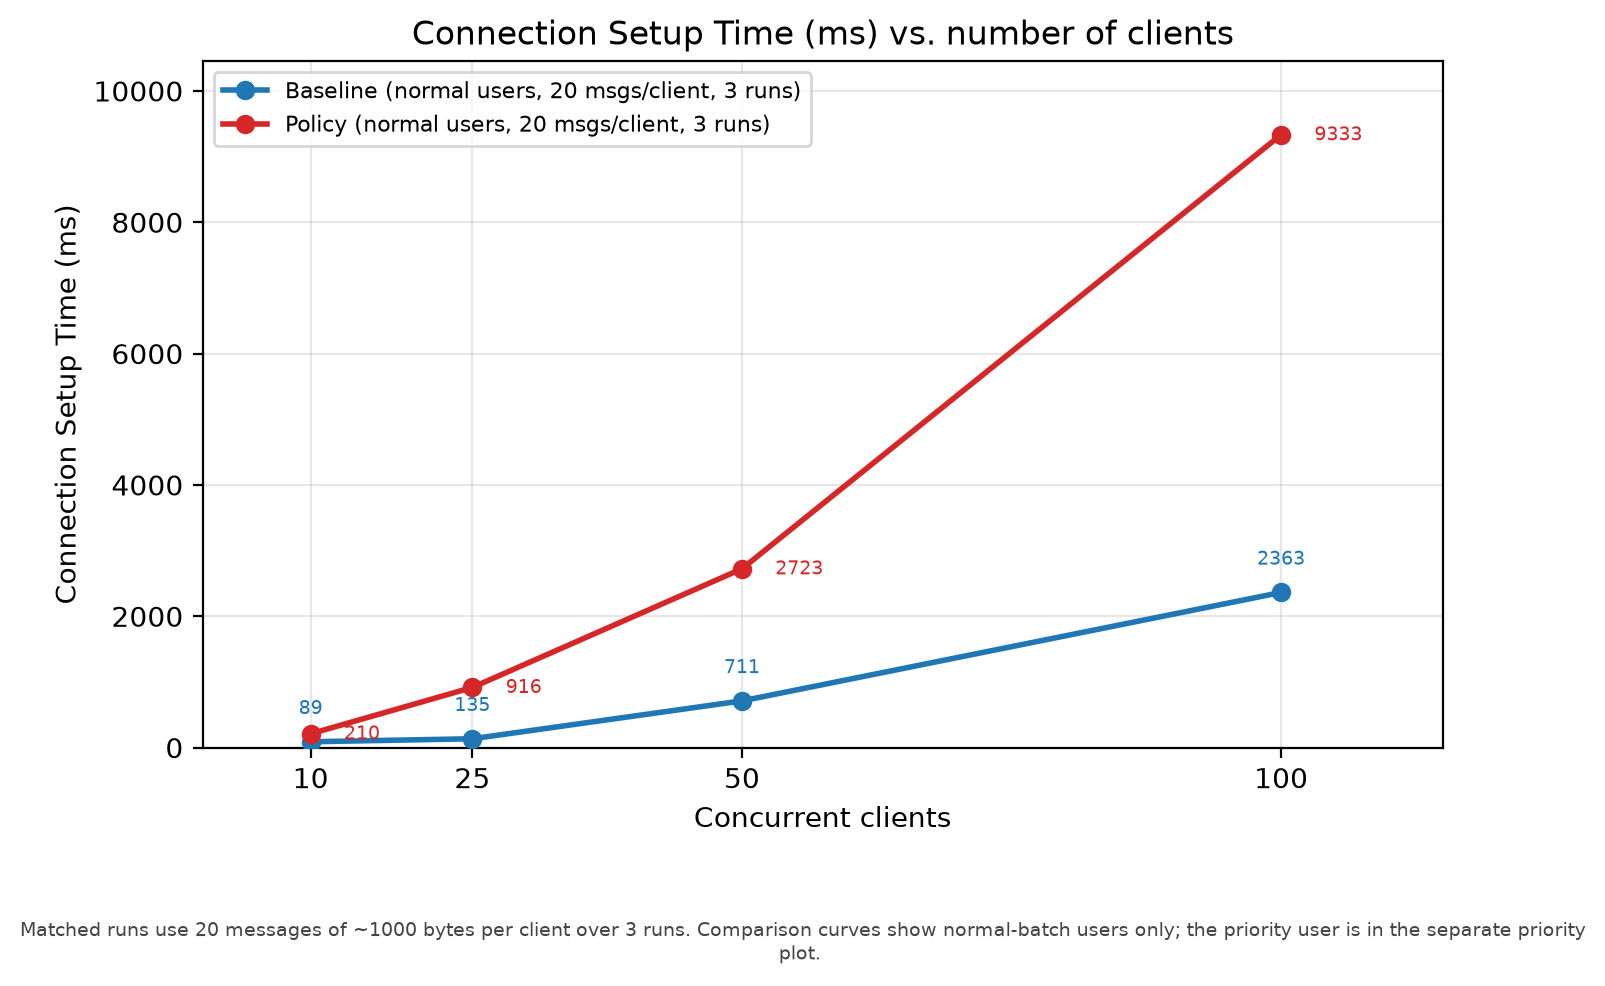 Connection Setup Time (ms) vs. number of clients
Baseline (normal users, 20 msgs/client, 3 runs)
Policy (normal users, 20 msgs/client, 3 runs)
Connection Setup Time (ms)
10000
8000
6000
4000
2000
0
9333
2723
2363
916
711
135
89
210
10 25 50 100
Concurrent clients
Matched runs use 20 messages of ~1000 bytes per client over 3 runs. Comparison curves show normal-batch users only; the priority user is in the separate priority
plot.